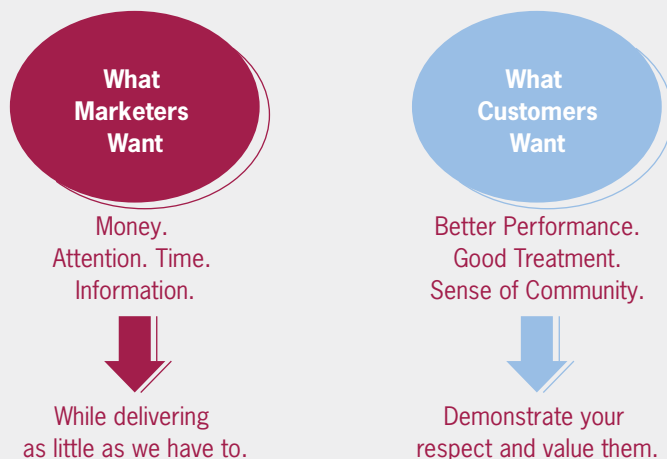 What
Marketers
Want
Money.
Attention. Time.
Information.
While delivering
as little as we have to.
What
Customers
Want
Better Performance.
Good Treatment.
Sense of Community.
Demonstrate your
respect and value them.